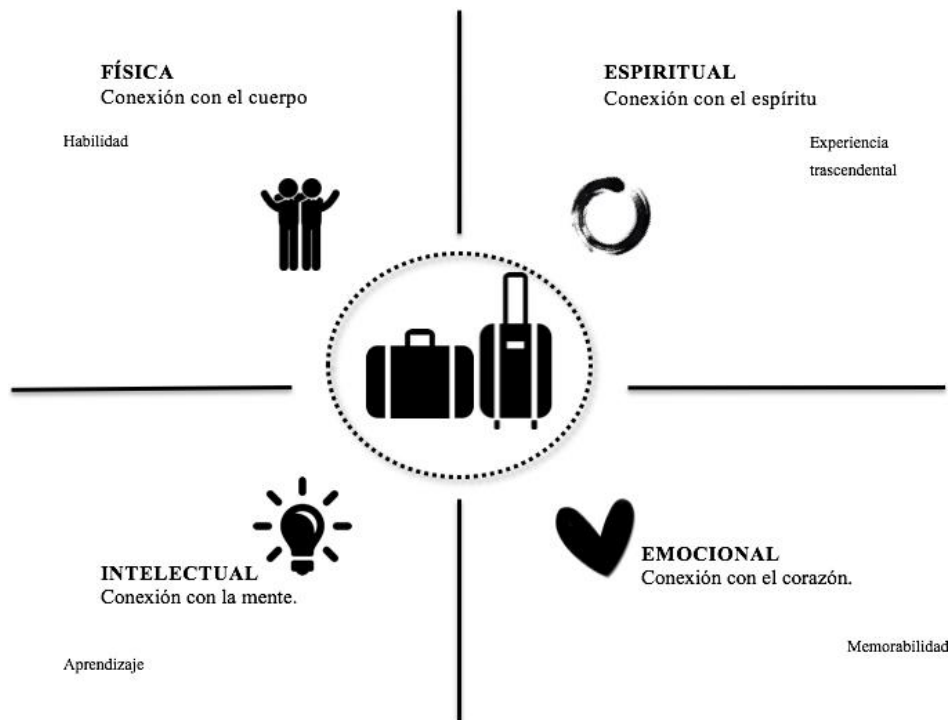 FÍSICA
Conexión con el cuerpo
Habilidad
ESPIRITUAL
Conexión con el espíritu
Experiencia
trascendental
INTELECTUAL
Conexión con la mente.
Aprendizaje
EMOCIONAL
Conexión con el corazón.
Memorabilidad